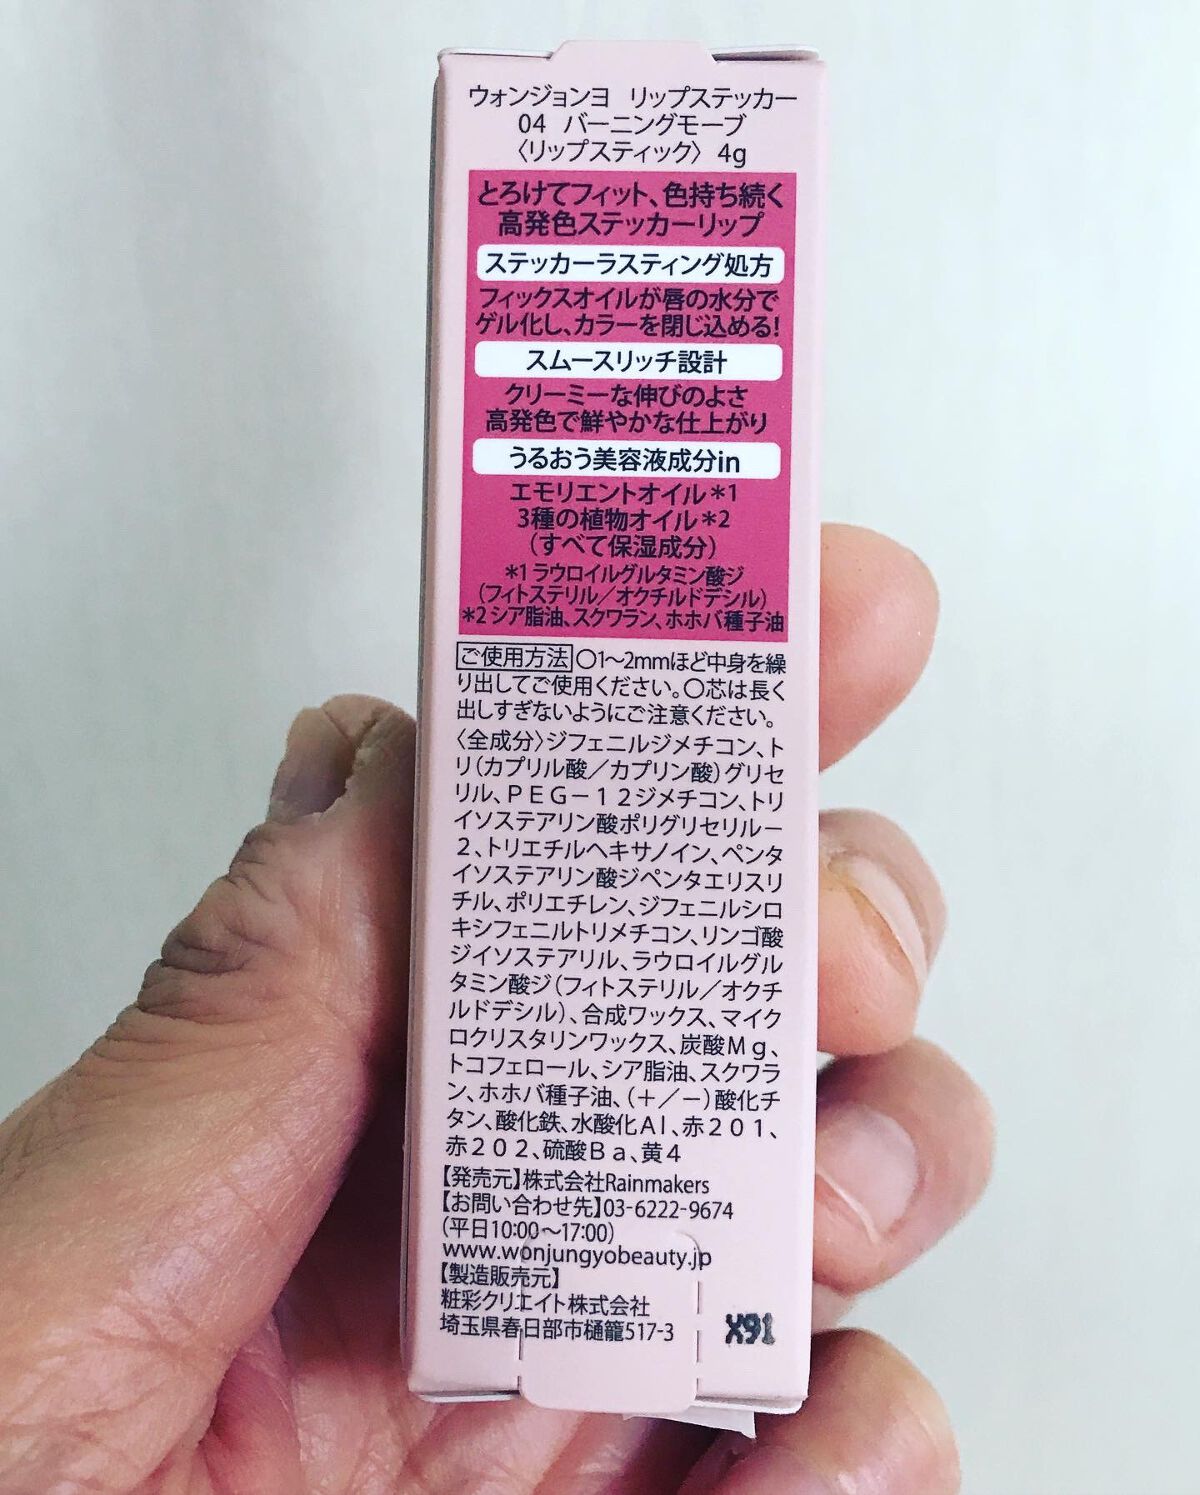 ウォンジョンヨ　リップステッカー
04　バーニングモーブ
〈リップスティック〉 4g
とろけてフィット、色持ち続く
高発色ステッカーリップ
ステッカーラスティング処方
フィックスオイルが唇の水分で
ゲル化し、カラーを閉じ込める!
スムースリッチ設計
クリーミーな伸びのよさ
高発色で鮮やかな仕上がり
うるおう美容液成分in
エモリエントオイル*1
3種の植物オイル*2
(すべて保湿成分)
*1 ラウロイルグルタミン酸ジ
(フィトステリル／オクチルドデシル)
*2 シア脂油、スクワラン、ホホバ種子油
ご使用方法 〇1〜2mmほど中身を繰
り出してご使用ください。〇芯は長く
出しすぎないようにご注意ください。
〈全成分〉ジフェニルジメチコン、ト
リ(カプリル酸／カプリン酸)グリセ
リル、ＰＥＧ－１２ジメチコン、トリ
イソステアリン酸ポリグリセリル－
２、トリエチルヘキサノイン、ペンタ
イソステアリン酸ジペンタエリスリ
チル、ポリエチレン、ジフェニルシロ
キシフェニルトリメチコン、リンゴ酸
ジイソステアリル、ラウロイルグル
タミン酸ジ(フィトステリル／オクチ
ルドデシル)、合成ワックス、マイク
ロクリスタリンワックス、炭酸Ｍｇ、
トコフェロール、シア脂油、スクワラ
ン、ホホバ種子油、(＋／－)酸化チ
タン、酸化鉄、水酸化Ａｌ、赤２０１、
赤２０２、硫酸Ｂａ、黄４
【発売元】株式会社Rainmakers
【お問い合わせ先】03-6222-9674
(平日10:00〜17:00)
www.wonjungyobeauty.jp
【製造販売元】
粧彩クリエイト株式会社
埼玉県春日部市樋籠517-3
X91